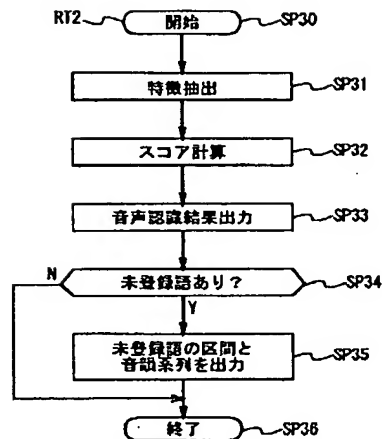 RT2 開始 SP30
特徴抽出 SP31
スコア計算 SP32
音声認識結果出力 SP33
N 未登録語あり? SP34
Y
未登録語の区間と
音韻系列を出力 SP35
終了 SP36